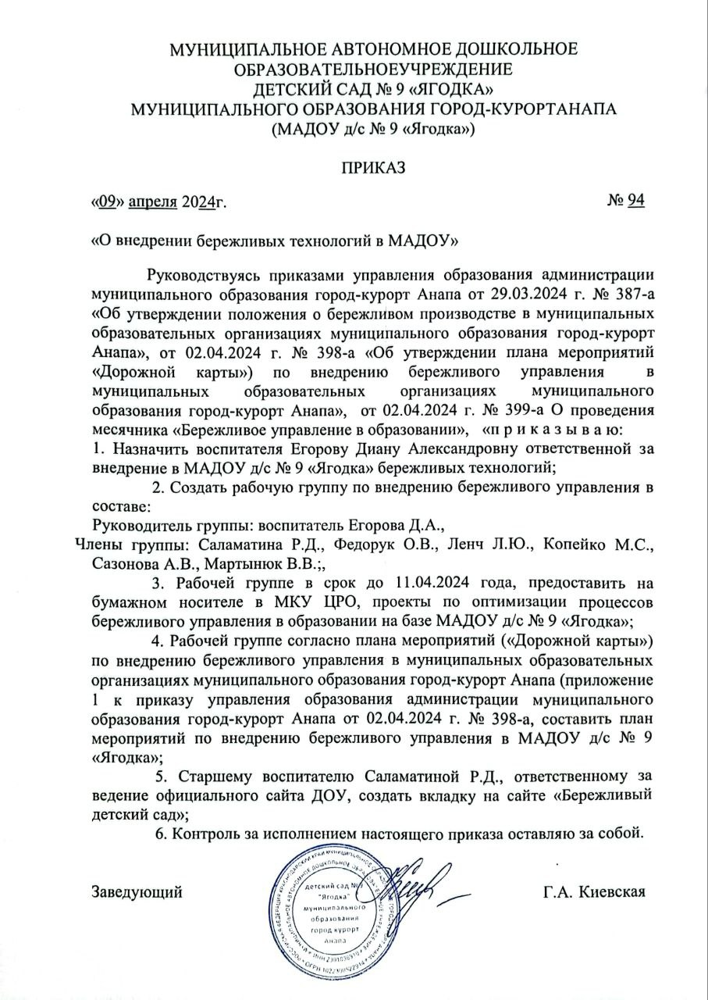 МУНИЦИПАЛЬНОЕ АВТОНОМНОЕ ДОШКОЛЬНОЕ
ОБРАЗОВАТЕЛЬНОЕУЧРЕЖДЕНИЕ
ДЕТСКИЙ САД № 9 «ЯГОДКА»
МУНИЦИПАЛЬНОГО ОБРАЗОВАНИЯ ГОРОД-КУРОРТАНАПА
(МАДОУ д/с № 9 «Ягодка»)
ПРИКАЗ
«09» апреля 2024г. № 94
«О внедрении бережливых технологий в МАДОУ»
Руководствуясь приказами управления образования администрации
муниципального образования город-курорт Анапа от 29.03.2024 г. № 387-а
«Об утверждении положения о бережливом производстве в муниципальных
образовательных организациях муниципального образования город-курорт
Анапа», от 02.04.2024 г. № 398-а «Об утверждении плана мероприятий
«Дорожной карты») по внедрению бережливого управления в
муниципальных образовательных организациях муниципального
образования город-курорт Анапа», от 02.04.2024 г. № 399-а О проведения
месячника «Бережливое управление в образовании», «п р и к а з ы в а ю:
1. Назначить воспитателя Егорову Диану Александровну ответственной за
внедрение в МАДОУ д/с № 9 «Ягодка» бережливых технологий;
2. Создать рабочую группу по внедрению бережливого управления в
составе:
Руководитель группы: воспитатель Егорова Д.А.,
Члены группы: Саламатина Р.Д., Федорук О.В., Ленч Л.Ю., Копейко М.С.,
Сазонова А.В., Мартынюк В.В.;,
3. Рабочей группе в срок до 11.04.2024 года, предоставить на
бумажном носителе в МКУ ЦРО, проекты по оптимизации процессов
бережливого управления в образовании на базе МАДОУ д/с № 9 «Ягодка»;
4. Рабочей группе согласно плана мероприятий («Дорожной карты»)
по внедрению бережливого управления в муниципальных образовательных
организациях муниципального образования город-курорт Анапа (приложение
1 к приказу управления образования администрации муниципального
образования город-курорт Анапа от 02.04.2024 г. № 398-а, составить план
мероприятий по внедрению бережливого управления в МАДОУ д/с № 9
«Ягодка»;
5. Старшему воспитателю Саламатиной Р.Д., ответственному за
ведение официального сайта ДОУ, создать вкладку на сайте «Бережливый
детский сад»;
6. Контроль за исполнением настоящего приказа оставляю за собой.
Заведующий Г.А. Киевская
детский сад №9
"Ягодка"
муниципального
образования
город курорт
Анапа